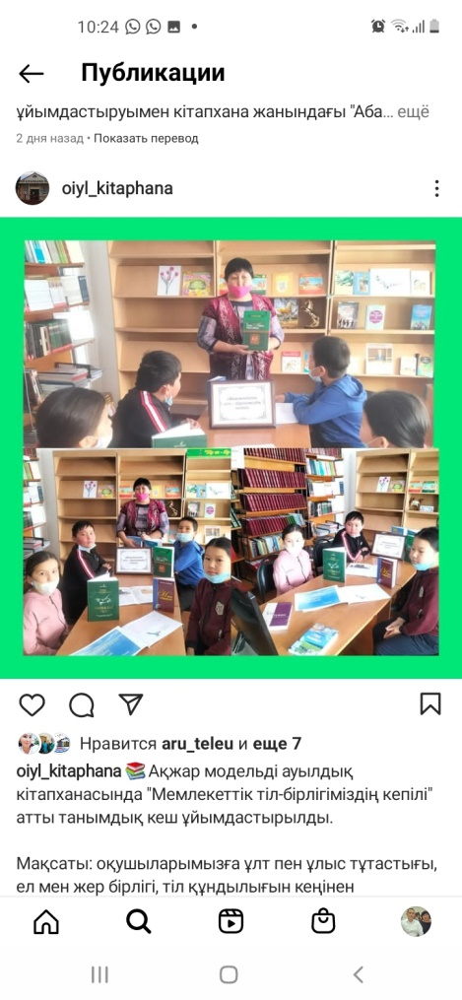 10:24
Публикации
ұйымдастыруымен кітапхана жанындағы "Аба... ещё
2 дня назад • Показать перевод
oiyl_kitaphana
Нравится aru_teleu и еще 7
oiyl_kitaphana 📚Ақжар модельді ауылдық
кітапханасында "Мемлекеттік тіл-бірлігіміздің кепілі"
атты танымдық кеш ұйымдастырылды.
Мақсаты: оқушыларымызға ұлт пен ұлыс тұтастығы,
ел мен жер бірлігі, тіл құндылығын кеңінен